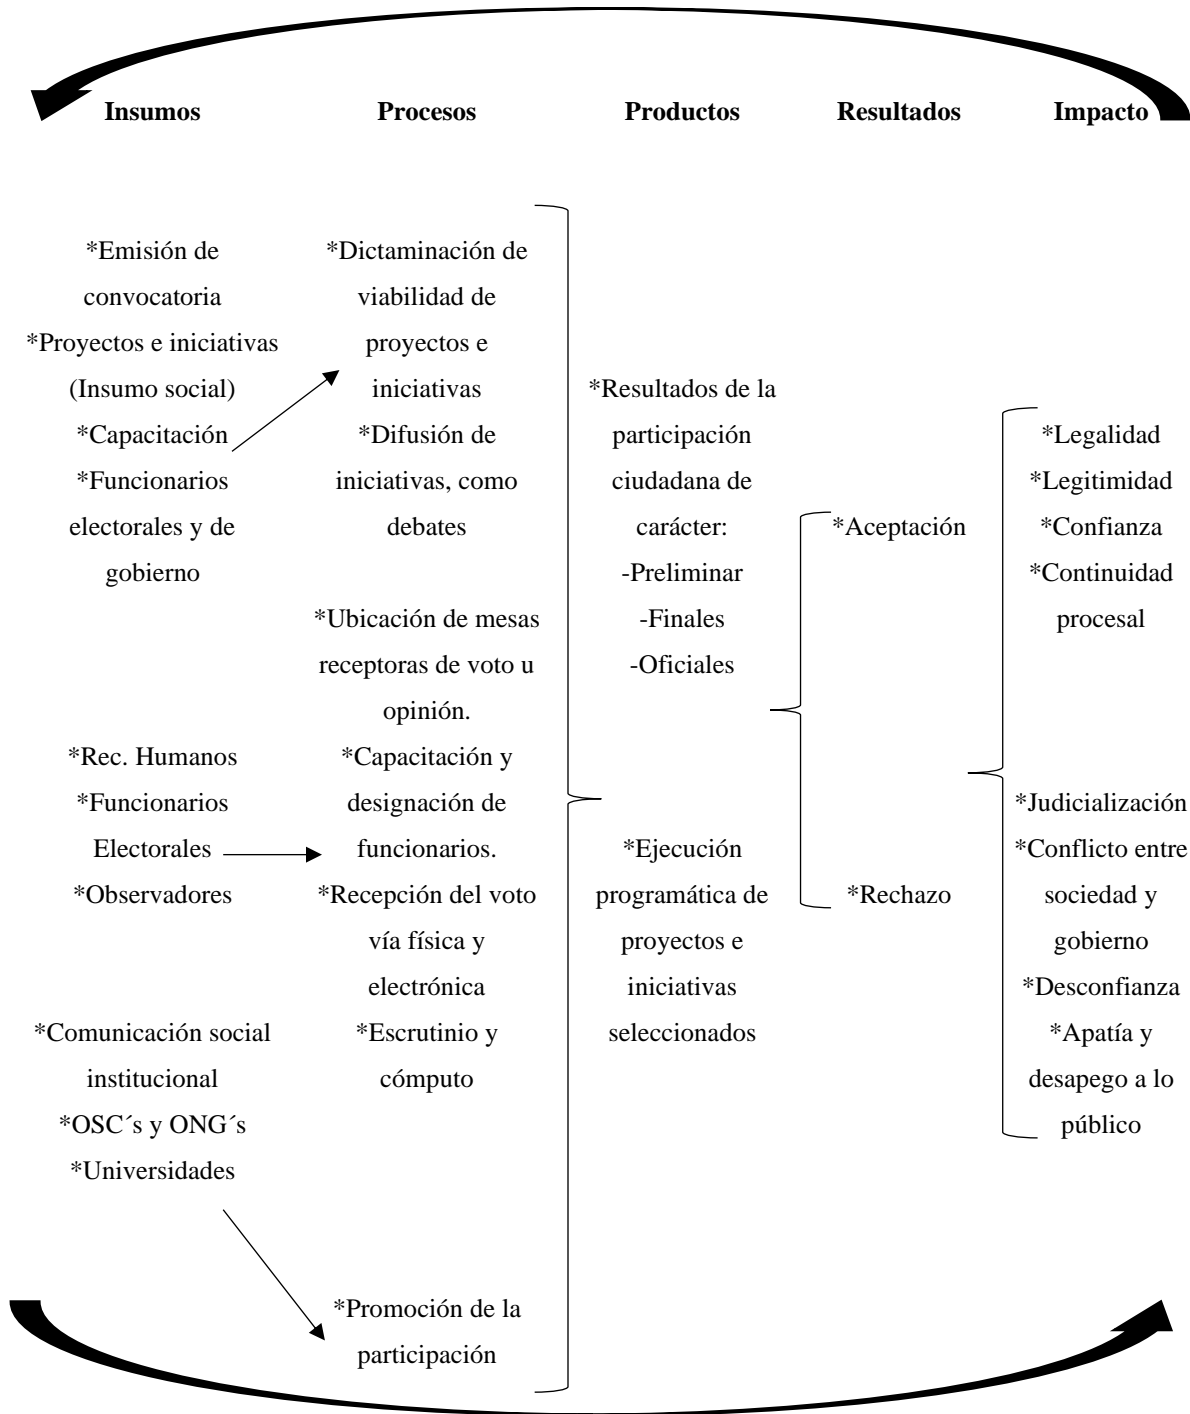 Insumos
Procesos
Productos
Resultados
Impacto
*Emisión de
convocatoria
*Proyectos e iniciativas
(Insumo social)
*Capacitación
*Funcionarios
electorales y de
gobierno
*Rec. Humanos
*Funcionarios
Electorales
*Observadores
*Comunicación social
institucional
*OSC´s y ONG´s
*Universidades
*Dictaminación de
viabilidad de
proyectos e
iniciativas
*Difusión de
iniciativas, como
debates
*Ubicación de mesas
receptoras de voto u
opinión.
*Capacitación y
designación de
funcionarios.
*Recepción del voto
vía física y
electrónica
*Escrutinio y
cómputo
*Promoción de la
participación
*Resultados de la
participación
ciudadana de
carácter:
-Preliminar
-Finales
-Oficiales
*Ejecución
programática de
proyectos e
iniciativas
seleccionados
*Aceptación
*Rechazo
*Legalidad
*Legitimidad
*Confianza
*Continuidad
procesal
*Judicialización
*Conflicto entre
sociedad y
gobierno
*Desconfianza
*Apatía y
desapego a lo
público